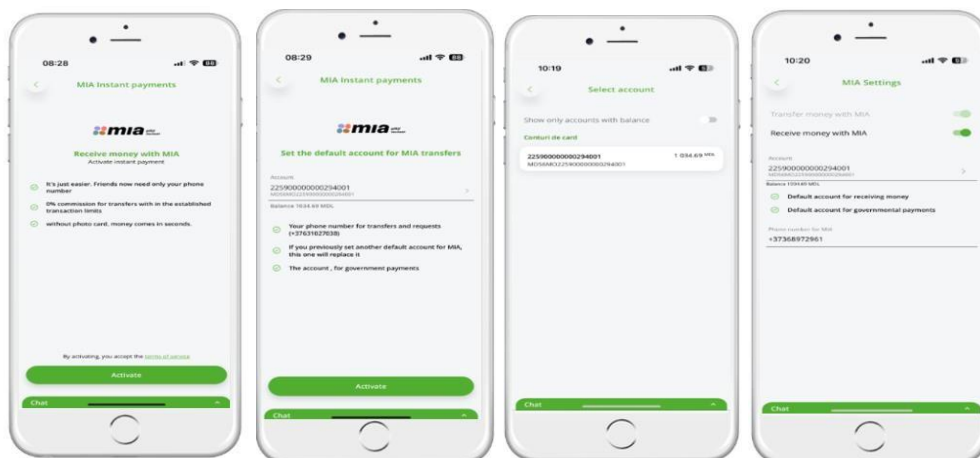 08:28
MIA Instant payments
mia
Receive money with MIA
Activate instant payment
It's just easier. Friends now need only your phone
number
0% commission for transfers with in the established
transaction limits
without photo card, money comes in seconds.
By activating, you accept the terms of service
Activate
Chat
08:29
MIA Instant payments
mia
Set the default account for MIA transfers
Account
225900000000294001
Your phone number for transfers and requests
(+37631027038)
If you previously set another default account for MIA,
this one will replace it
The account , for government payments
Activate
Chat
10:19
Select account
Show only accounts with balance
Conturi de card
225900000000294001
1 034.69 MDL
Chat
10:20
MIA Settings
Transfer money with MIA
Receive money with MIA
Account
225900000000294001
Default account for receiving money
Default account for governmental payments
Phone number for MIA
+37368972961
Chat